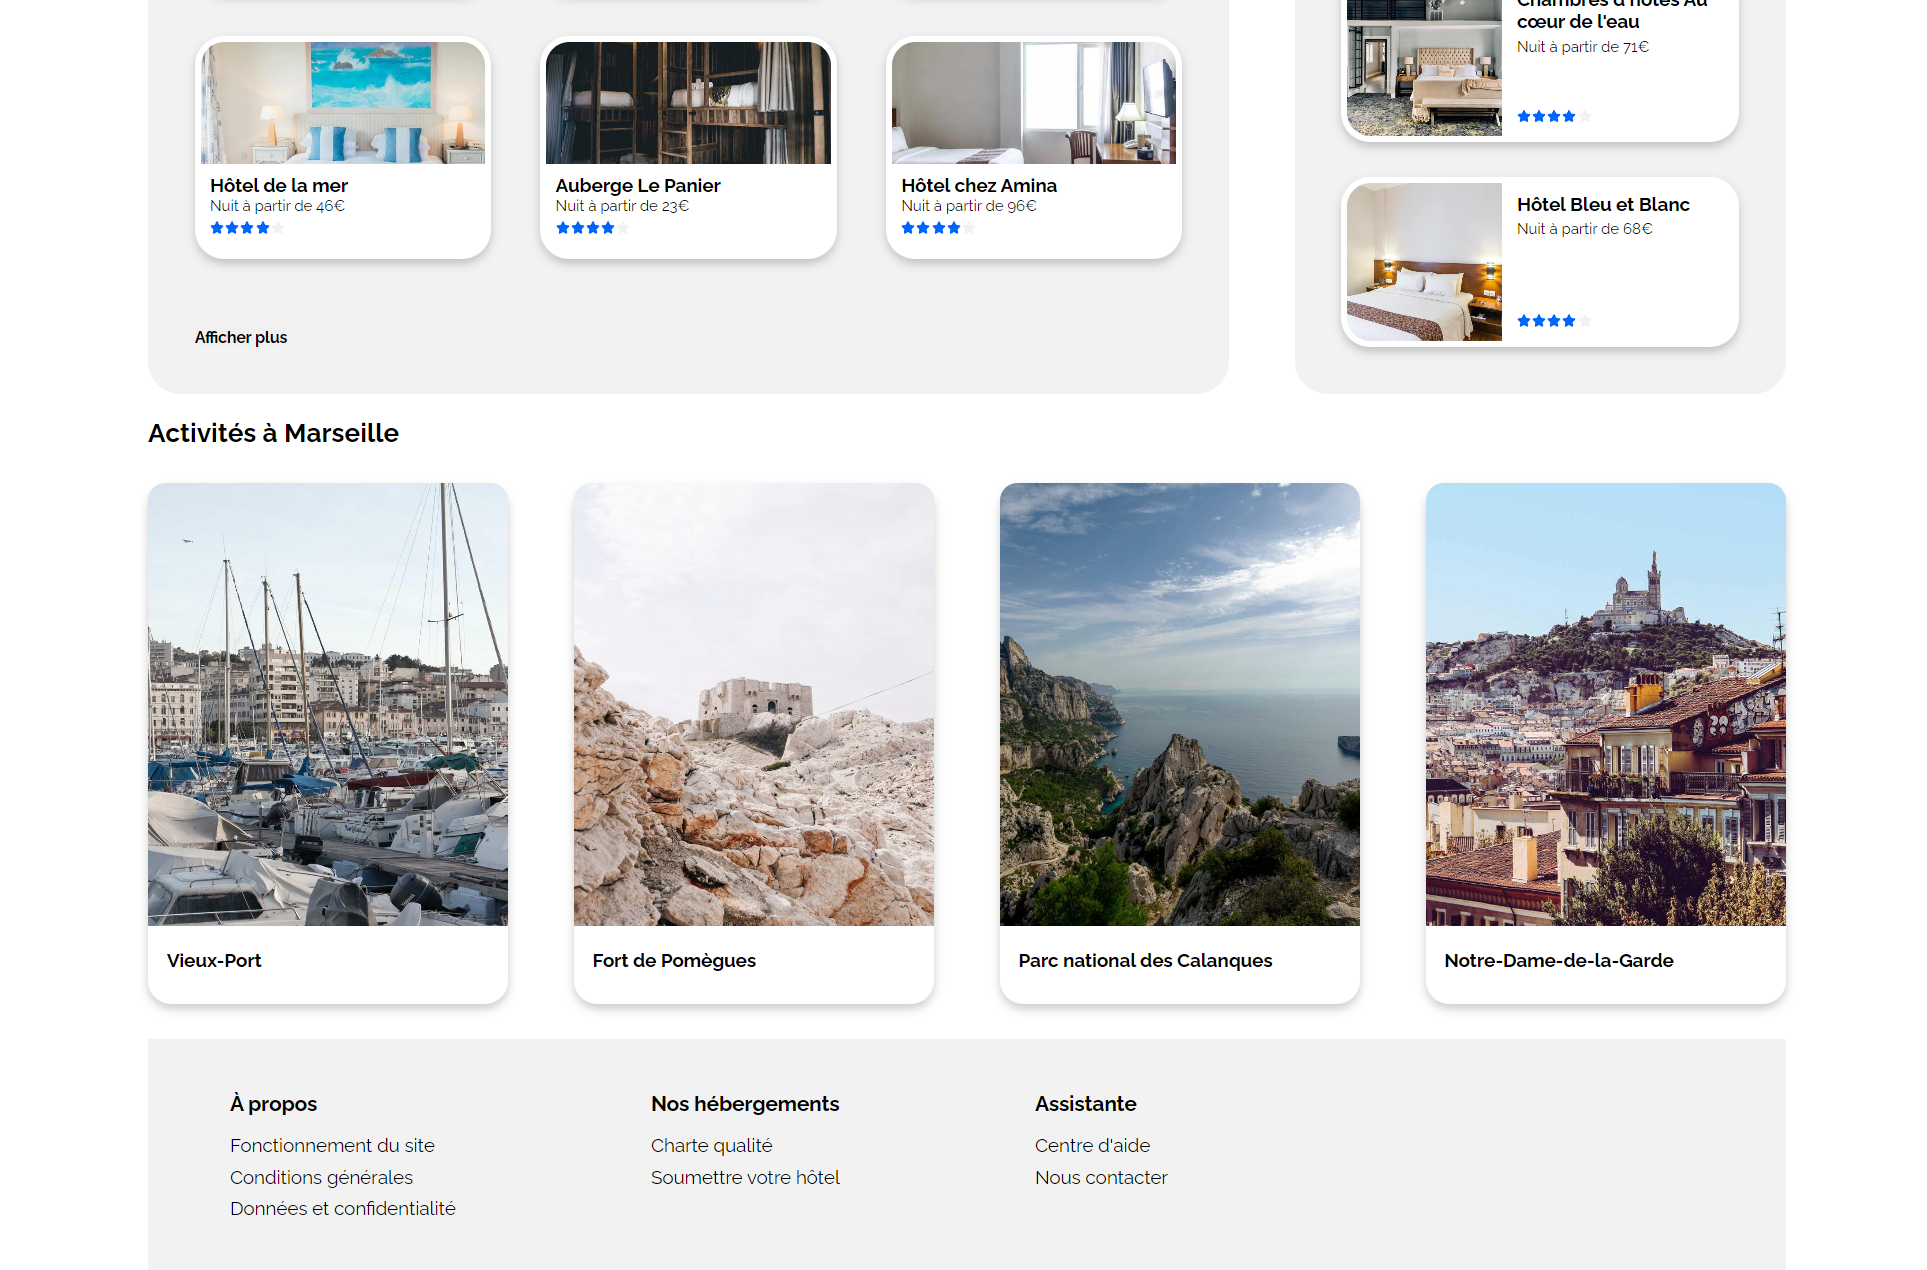 Hôtel de la mer
Nuit à partir de 46€
Auberge Le Panier
Nuit à partir de 23€
Hôtel chez Amina
Nuit à partir de 96€
Afficher plus
Chambres d'hôtes Au
cœur de l'eau
Nuit à partir de 71€
Hôtel Bleu et Blanc
Nuit à partir de 68€
Activités à Marseille
Vieux-Port
Fort de Pomègues
Parc national des Calanques
Notre-Dame-de-la-Garde
À propos
Fonctionnement du site
Conditions générales
Données et confidentialité
Nos hébergements
Charte qualité
Soumettre votre hôtel
Assistante
Centre d'aide
Nous contacter